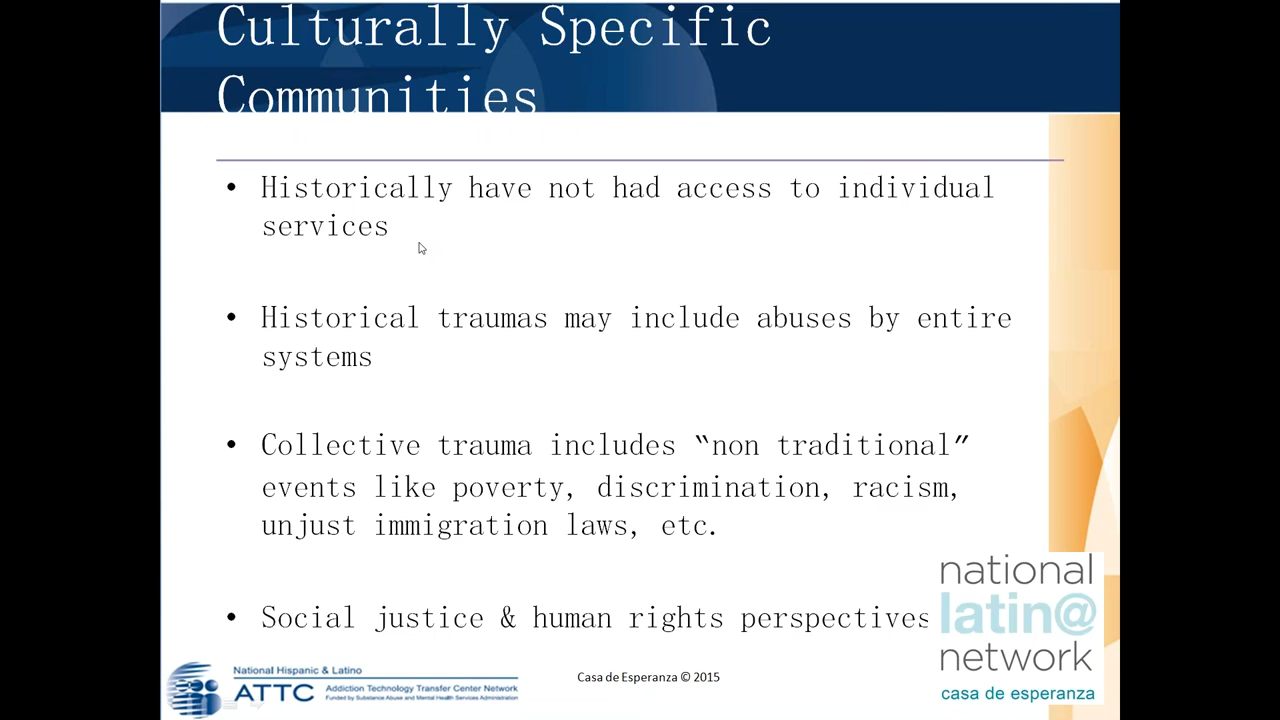 Culturally Specific
Communities
• Historically have not had access to individual
services
• Historical traumas may include abuses by entire
systems
• Collective trauma includes “non traditional”
events like poverty, discrimination, racism,
unjust immigration laws, etc.
• Social justice & human rights perspectives
national
latin@
network
casa de esperanza
National Hispanic & Latino
ATTC Addiction Technology Transfer Center Network
Funded by Substance Abuse and Mental Health Services Administration
Casa de Esperanza © 2015